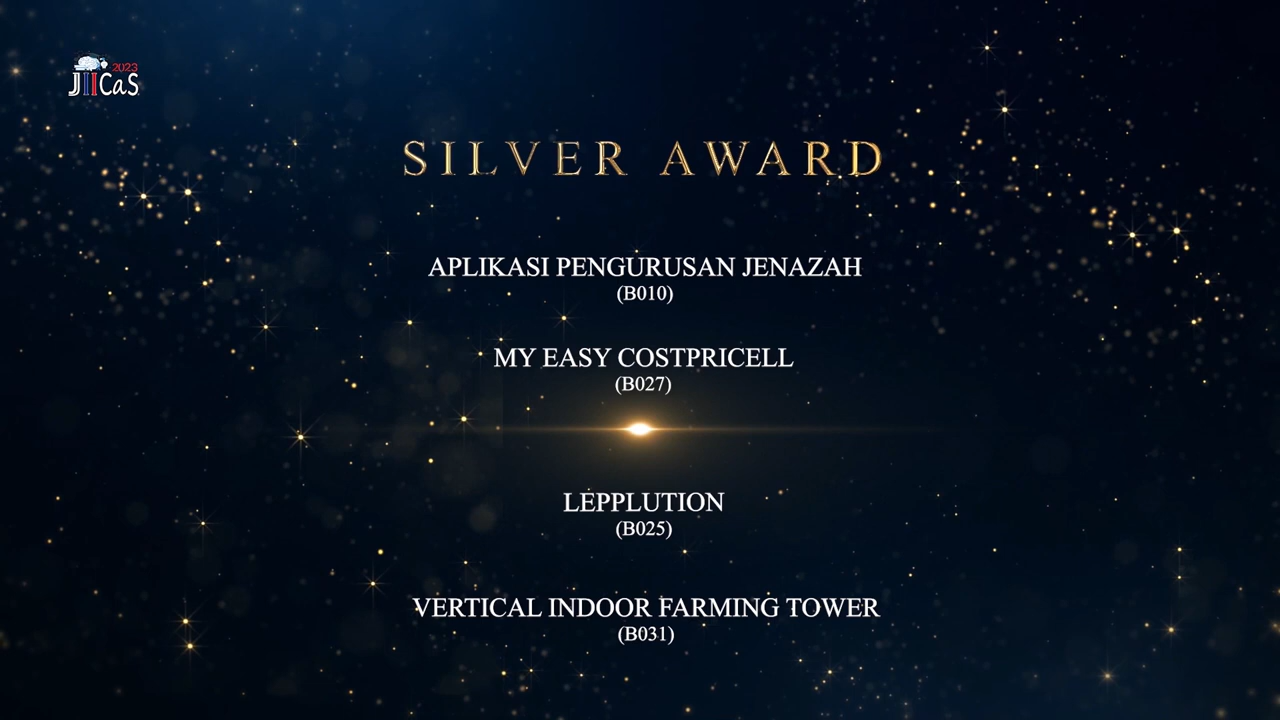 2023
JIICaS
SILVER AWARD
APLIKASI PENGURUSAN JENAZAH
(B010)
MY EASY COSTPRICELL
(B027)
LEPPLUTION
(B025)
VERTICAL INDOOR FARMING TOWER
(B031)